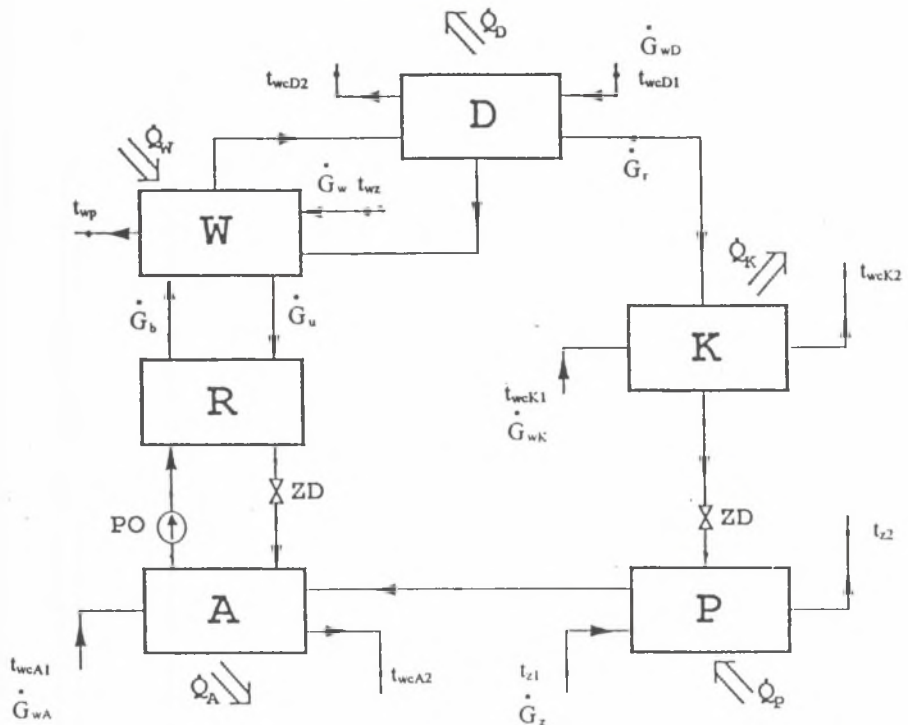 Q̇D
ĠwD
twcD2
twcD1
D
Q̇W
Ġw twz
Ġr
twp
W
Q̇K
twcK2
Ġb
Ġu
K
R
twcK1
ĠwK
ZD
PO
ZD
tz2
A
P
twcA1
Q̇A
twcA2
tz1
Q̇P
ĠwA
Ġz